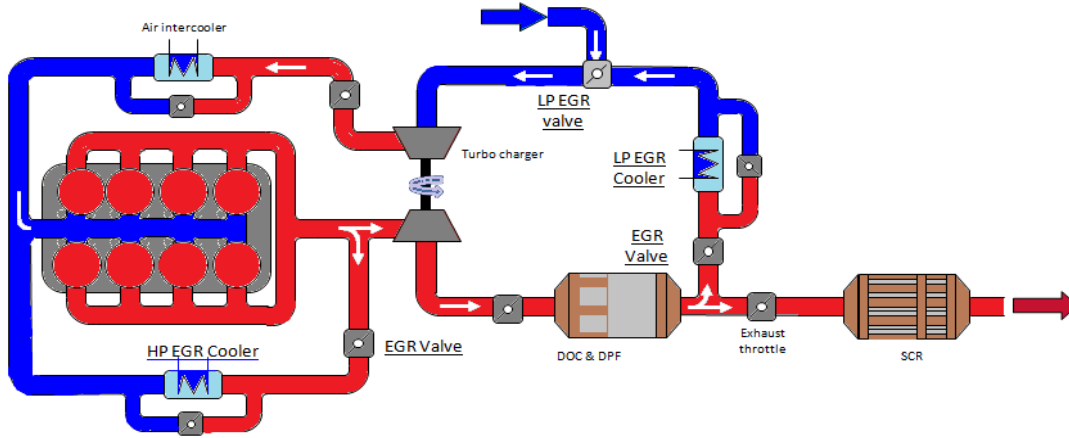 Air intercooler
LP EGR
valve
Turbo charger
LP EGR
Cooler
EGR
Valve
HP EGR Cooler
EGR Valve
DOC & DPF
Exhaust
throttle
SCR